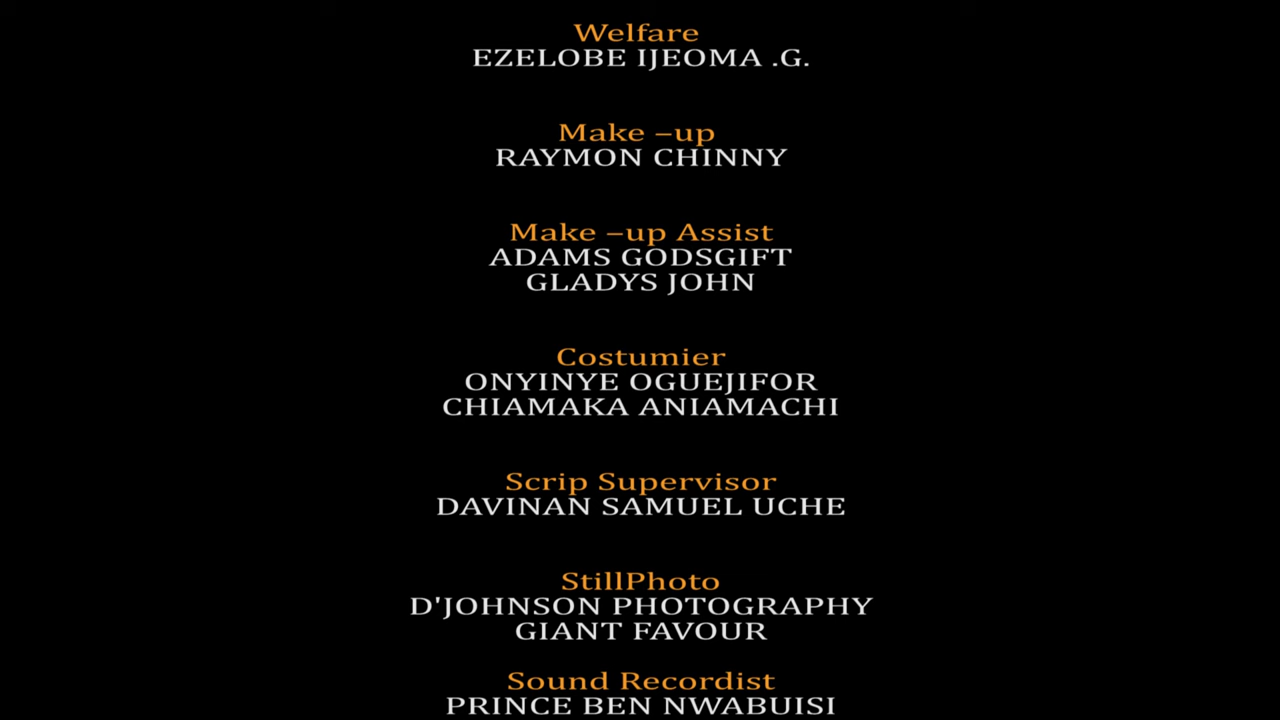 Welfare
EZELOBE IJEOMA .G.
Make –up
RAYMON CHINNY
Make –up Assist
ADAMS GODSGIFT
GLADYS JOHN
Costumier
ONYINYE OGUEJIFOR
CHIAMAKA ANIAMACHI
Scrip Supervisor
DAVINAN SAMUEL UCHE
StillPhoto
D'JOHNSON PHOTOGRAPHY
GIANT FAVOUR
Sound Recordist
PRINCE BEN NWABUISI